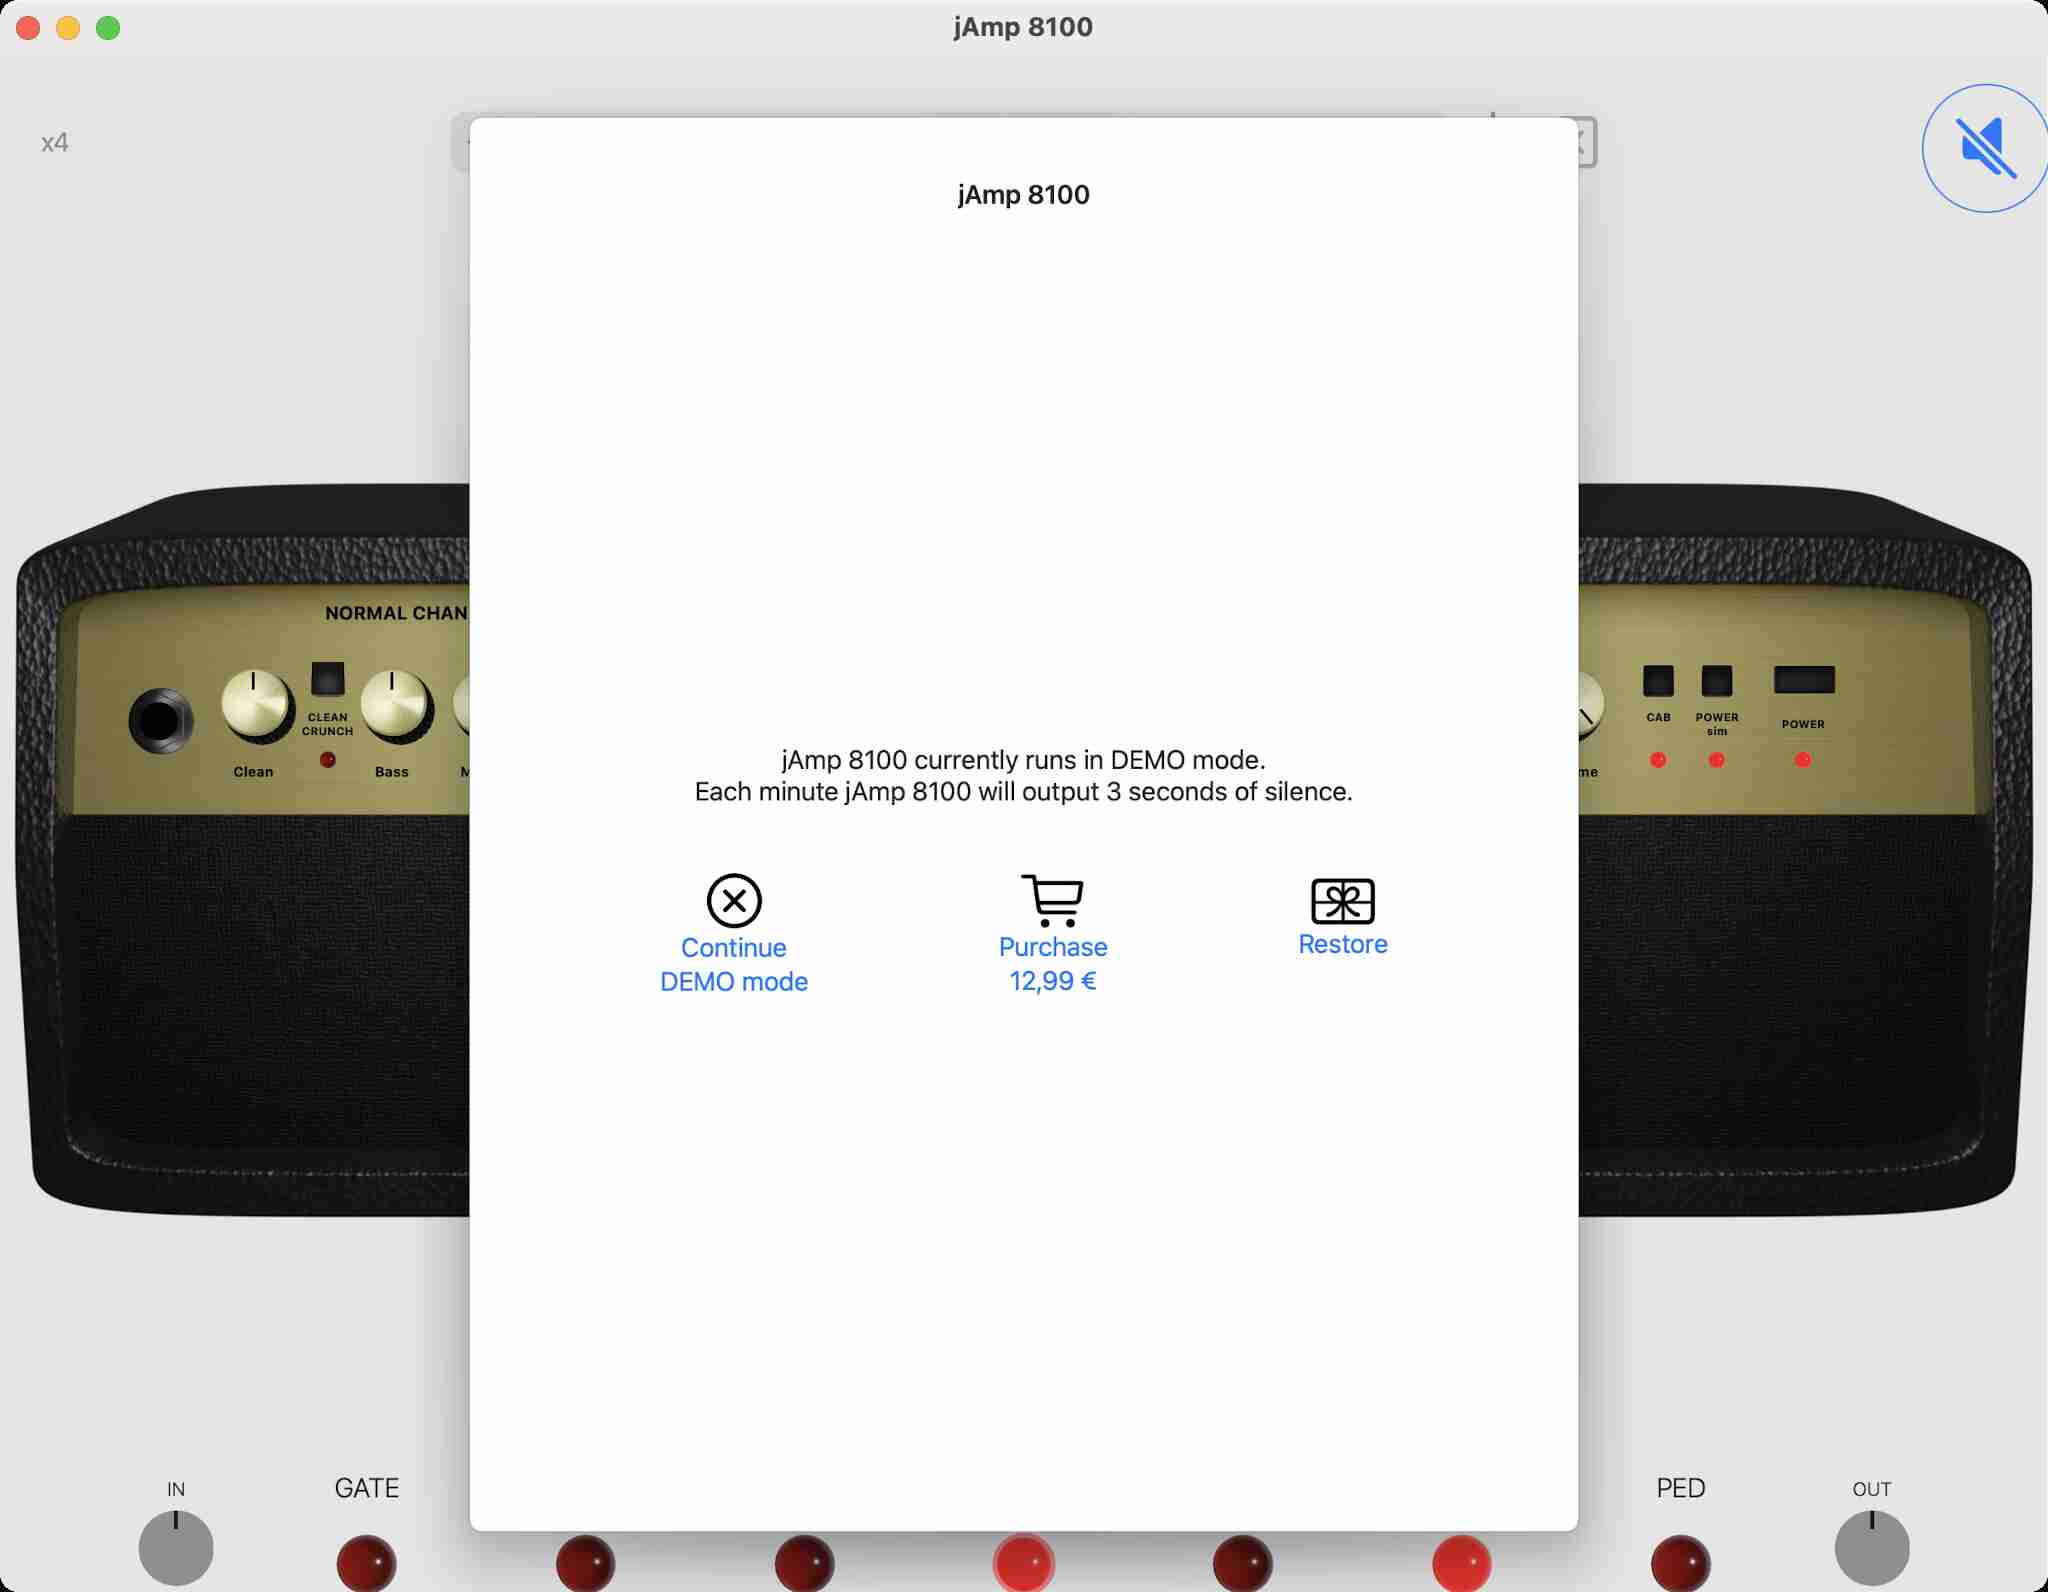 jAmp 8100
x4
jAmp 8100
NORMAL CHAN
CLEAN
CRUNCH
Clean
Bass
M
me
CAB
POWER
sim
POWER
jAmp 8100 currently runs in DEMO mode.
Each minute jAmp 8100 will output 3 seconds of silence.
Continue
DEMO mode
Purchase
12,99 €
Restore
IN
GATE
PED
OUT